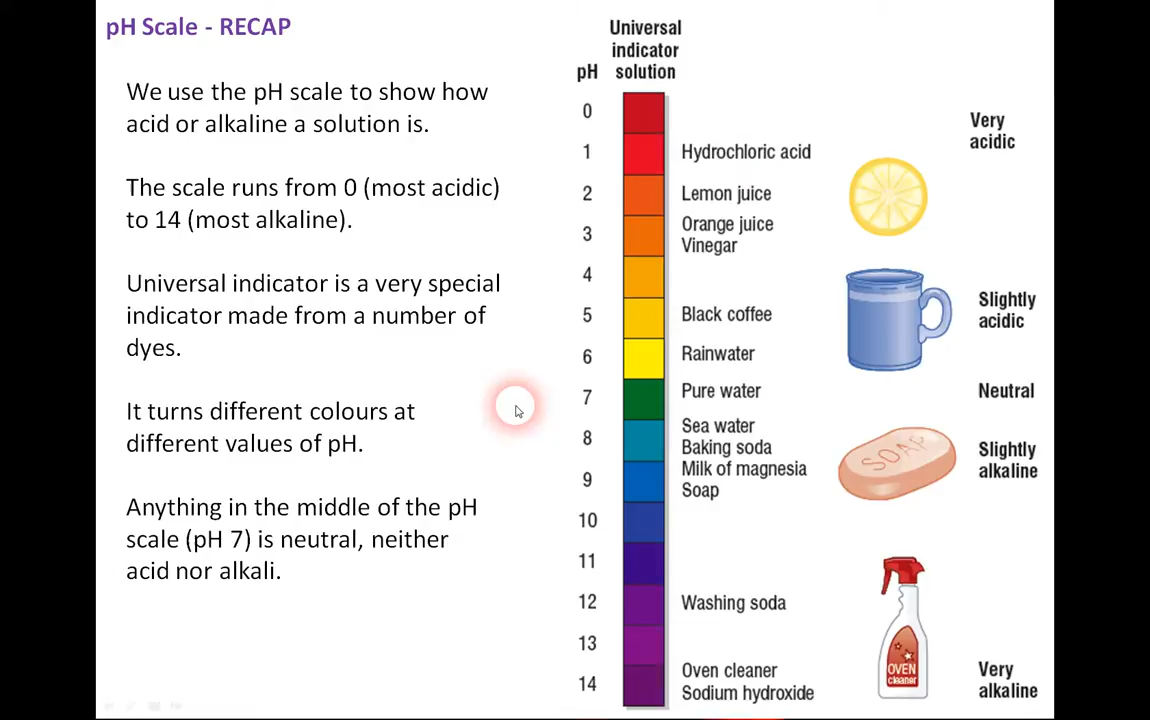 pH Scale - RECAP
We use the pH scale to show how
acid or alkaline a solution is.
The scale runs from 0 (most acidic)
to 14 (most alkaline).
Universal indicator is a very special
indicator made from a number of
dyes.
It turns different colours at
different values of pH.
Anything in the middle of the pH
scale (pH 7) is neutral, neither
acid nor alkali.
Universal
indicator
pH solution
0
Very
acidic
1 Hydrochloric acid
2 Lemon juice
3 Orange juice
Vinegar
4
5 Black coffee
Slightly
acidic
6 Rainwater
7 Pure water
Neutral
8 Sea water
Baking soda
9 Milk of magnesia
Soap
SOAP
Slightly
alkaline
10
11
12 Washing soda
13
14 Oven cleaner
Sodium hydroxide
OVEN
cleaner
Very
alkaline